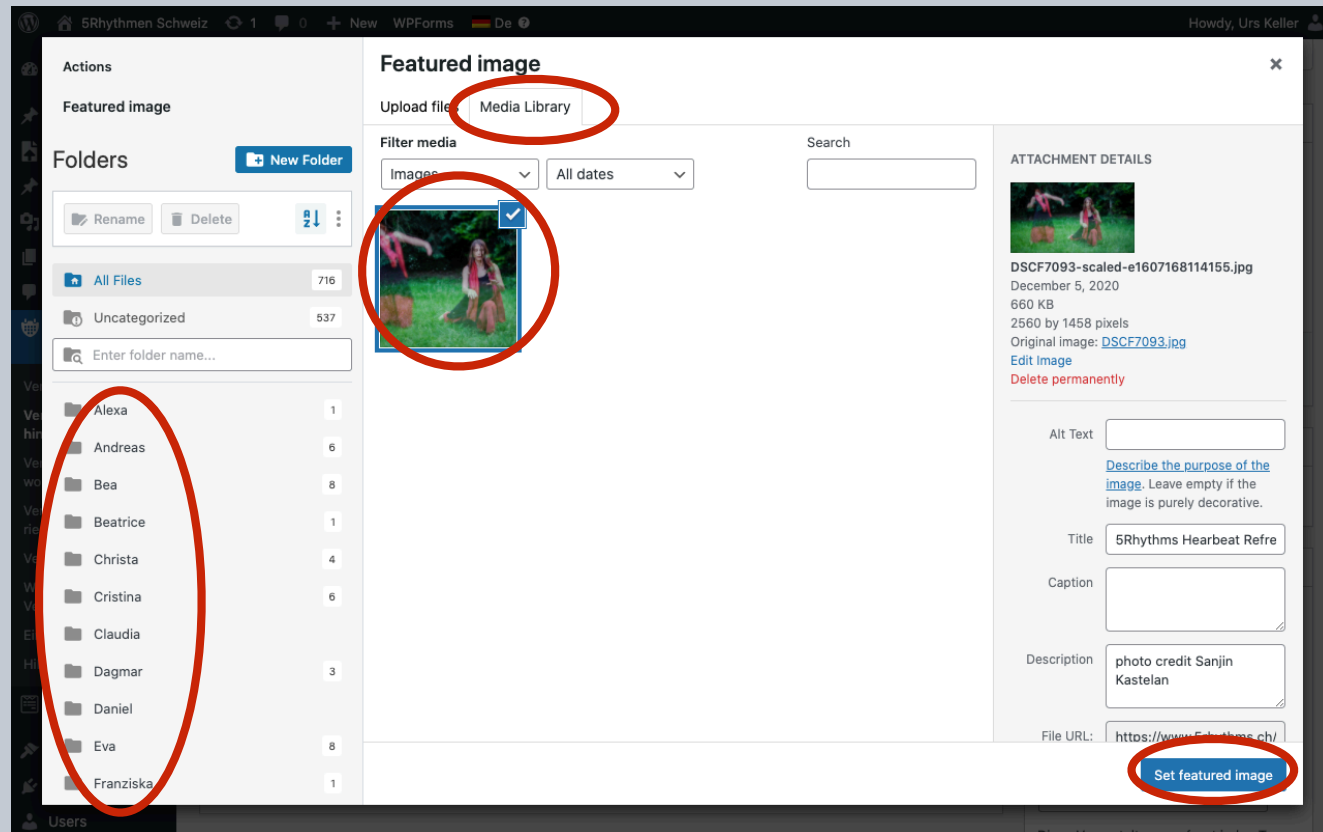 5Rhythmen Schweiz 1 0 New WPForms De Howdy, Urs Keller
Actions
Featured image
Folders
New Folder
Rename Delete
All Files 716
Uncategorized 537
Enter folder name...
Alexa 1
Andreas 6
Bea 8
Beatrice 1
Christa 4
Cristina 6
Claudia
Dagmar 3
Daniel
Eva 8
Franziska 1
Users
Featured image
Upload files Media Library
Filter media
Search
Images All dates
ATTACHMENT DETAILS
DSCF7093-scaled-e1607168114155.jpg
December 5, 2020
660 KB
2560 by 1458 pixels
Original image: DSCF7093.jpg
Edit Image
Delete permanently
Alt Text
Describe the purpose of the
image. Leave empty if the
image is purely decorative.
Title 5Rhythms Hearbeat Refre
Caption
Description photo credit Sanjin
Kastelan
File URL: https://www.5rhythms.ch/
Set featured image